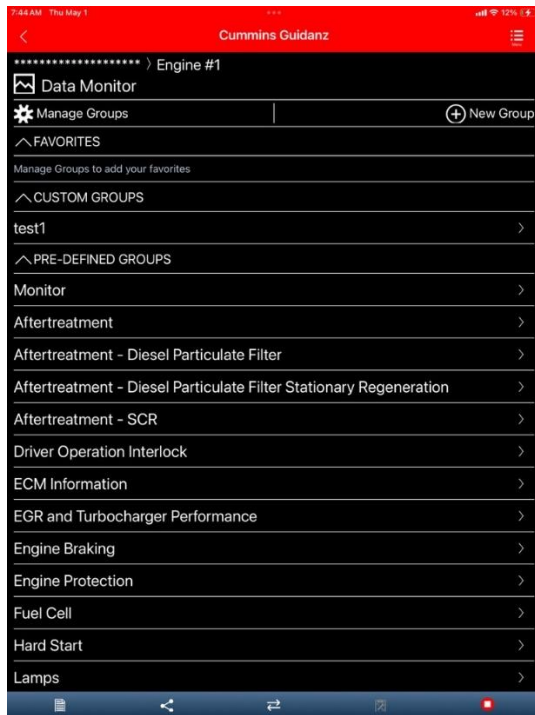 7:44 AM Thu May 1 12%
Cummins Guidanz
******************** 〉 Engine #1
Data Monitor
Manage Groups New Group
FAVORITES
Manage Groups to add your favorites
CUSTOM GROUPS
test1
PRE-DEFINED GROUPS
Monitor
Aftertreatment
Aftertreatment - Diesel Particulate Filter
Aftertreatment - Diesel Particulate Filter Stationary Regeneration
Aftertreatment - SCR
Driver Operation Interlock
ECM Information
EGR and Turbocharger Performance
Engine Braking
Engine Protection
Fuel Cell
Hard Start
Lamps